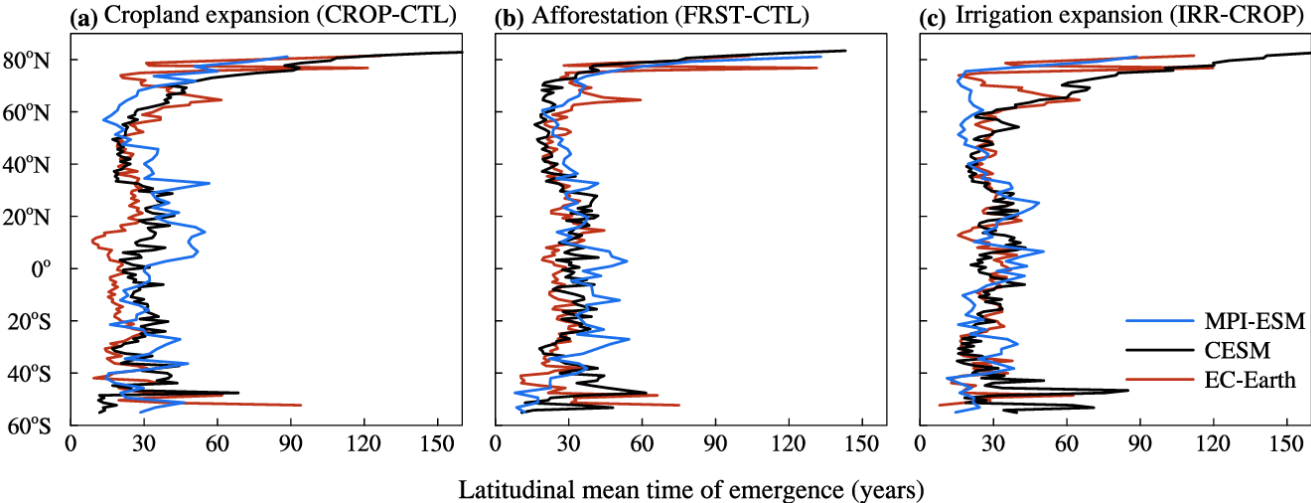 (a) Cropland expansion (CROP-CTL)
(b) Afforestation (FRST-CTL)
(c) Irrigation expansion (IRR-CROP)
80°N
60°N
40°N
20°N
0°
20°S
40°S
60°S
MPI-ESM
CESM
EC-Earth
0 30 60 90 120 150
0 30 60 90 120 150
0 30 60 90 120 150
Latitudinal mean time of emergence (years)